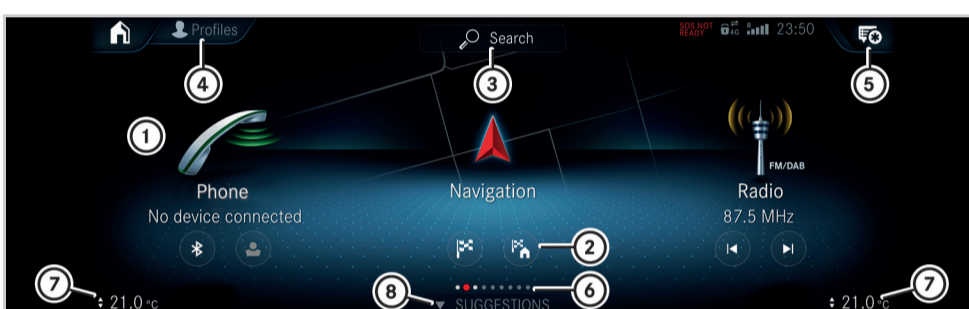 Profiles
Search
SOS NOT READY
4G
23:50
4
3
5
1
FM/DAB
Phone
Navigation
Radio
No device connected
87.5 MHz
2
7
8
6
7
21.0 °C
SUGGESTIONS
21.0 °C